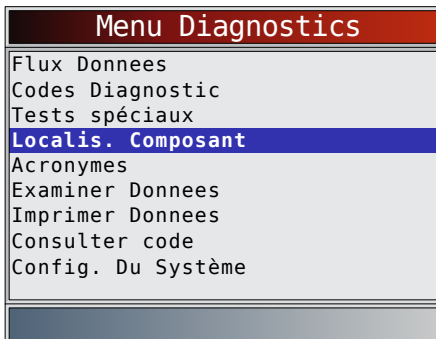 Menu Diagnostics
Flux Donnees
Codes Diagnostic
Tests spéciaux
Localis. Composant
Acronymes
Examiner Donnees
Imprimer Donnees
Consulter code
Config. Du Système